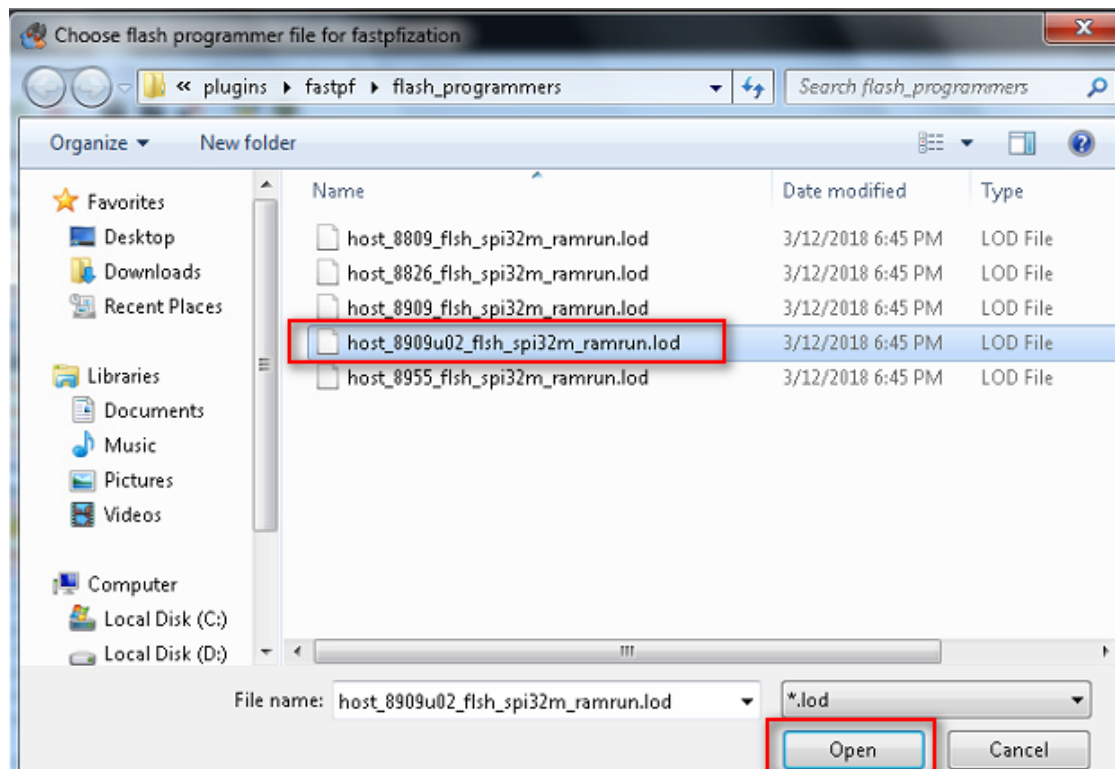 Choose flash programmer file for fastpfization
« plugins fastpf flash_programmers
Search flash_programmers
Organize New folder
Name Date modified Type
Favorites
Desktop
Downloads
Recent Places
Libraries
Documents
Music
Pictures
Videos
Computer
Local Disk (C:)
Local Disk (D:)
host_8809_flsh_spi32m_ramrun.lod 3/12/2018 6:45 PM LOD File
host_8826_flsh_spi32m_ramrun.lod 3/12/2018 6:45 PM LOD File
host_8909_flsh_spi32m_ramrun.lod 3/12/2018 6:45 PM LOD File
host_8909u02_flsh_spi32m_ramrun.lod 3/12/2018 6:45 PM LOD File
host_8955_flsh_spi32m_ramrun.lod 3/12/2018 6:45 PM LOD File
File name: host_8909u02_flsh_spi32m_ramrun.lod *.lod
Open Cancel